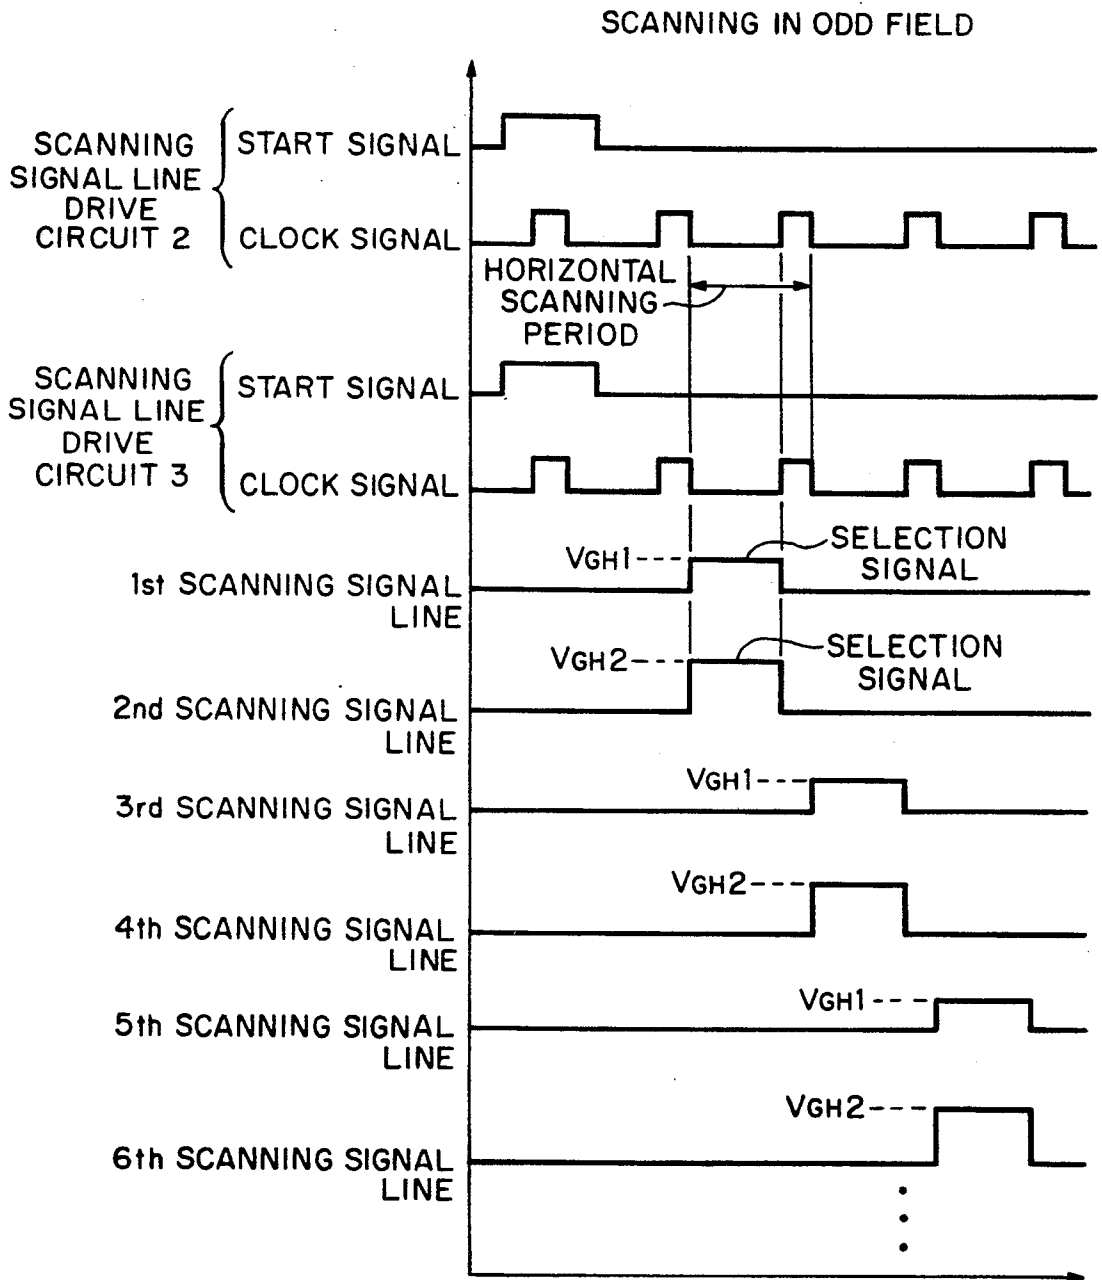 SCANNING IN ODD FIELD
SCANNING
SIGNAL LINE
DRIVE
CIRCUIT 2
START SIGNAL
CLOCK SIGNAL
HORIZONTAL
SCANNING
PERIOD
SCANNING
SIGNAL LINE
DRIVE
CIRCUIT 3
START SIGNAL
CLOCK SIGNAL
VGH1
SELECTION
SIGNAL
1st SCANNING SIGNAL
LINE
VGH2
SELECTION
SIGNAL
2nd SCANNING SIGNAL
LINE
VGH1
3rd SCANNING SIGNAL
LINE
VGH2
4th SCANNING SIGNAL
LINE
VGH1
5th SCANNING SIGNAL
LINE
VGH2
6th SCANNING SIGNAL
LINE